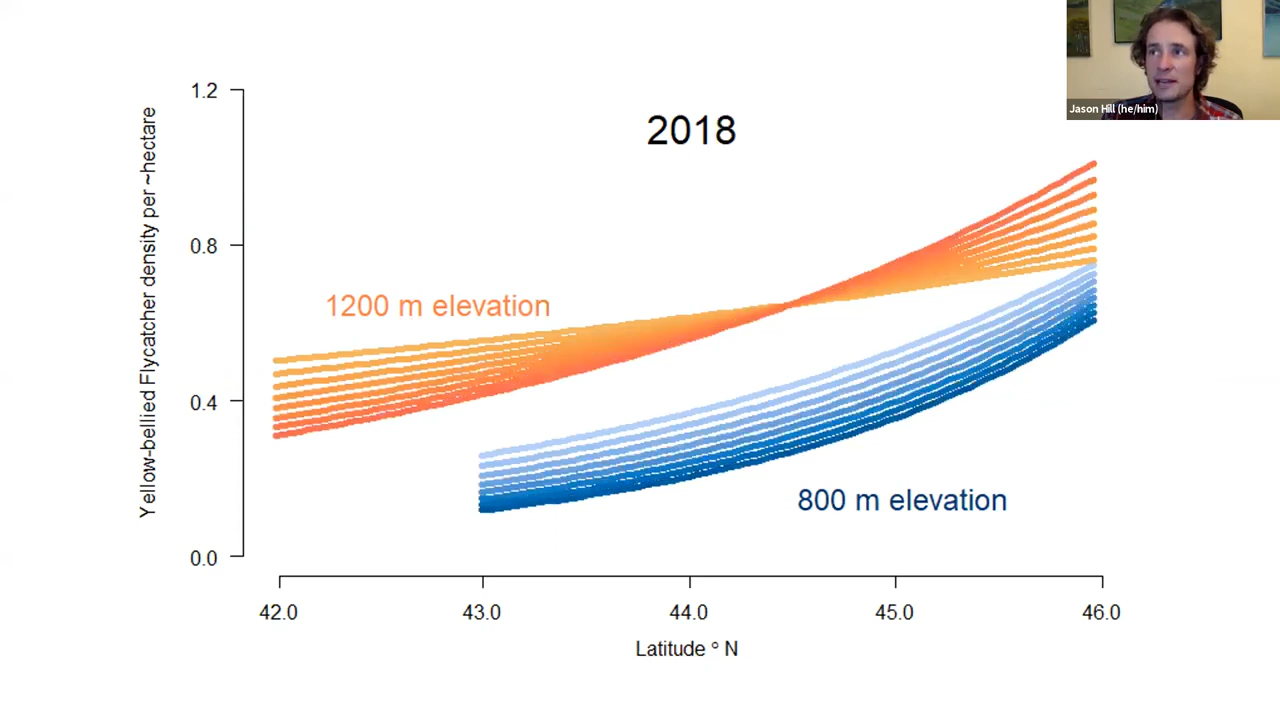 Jason Hill (he/him)
2018
Yellow-bellied Flycatcher density per ~hectare
1.2
0.8
0.4
0.0
1200 m elevation
800 m elevation
42.0
43.0
44.0
45.0
46.0
Latitude ° N